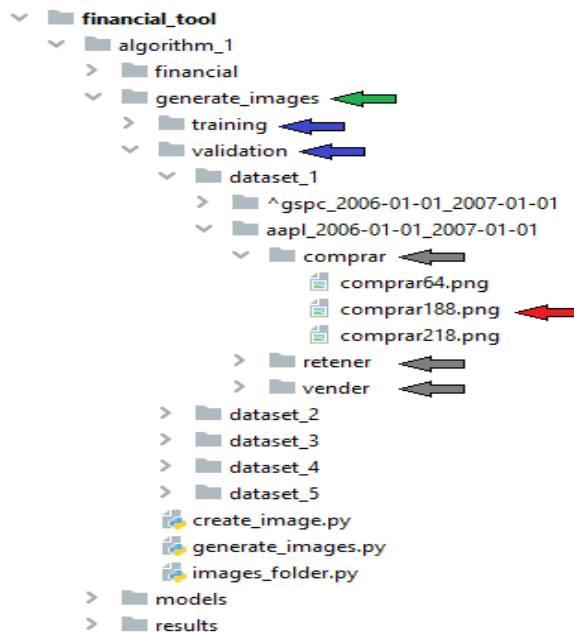 financial_tool
algorithm_1
financial
generate_images
training
validation
dataset_1
^gspc_2006-01-01_2007-01-01
aapl_2006-01-01_2007-01-01
comprar
comprar64.png
comprar188.png
comprar218.png
retener
vender
dataset_2
dataset_3
dataset_4
dataset_5
create_image.py
generate_images.py
images_folder.py
models
results